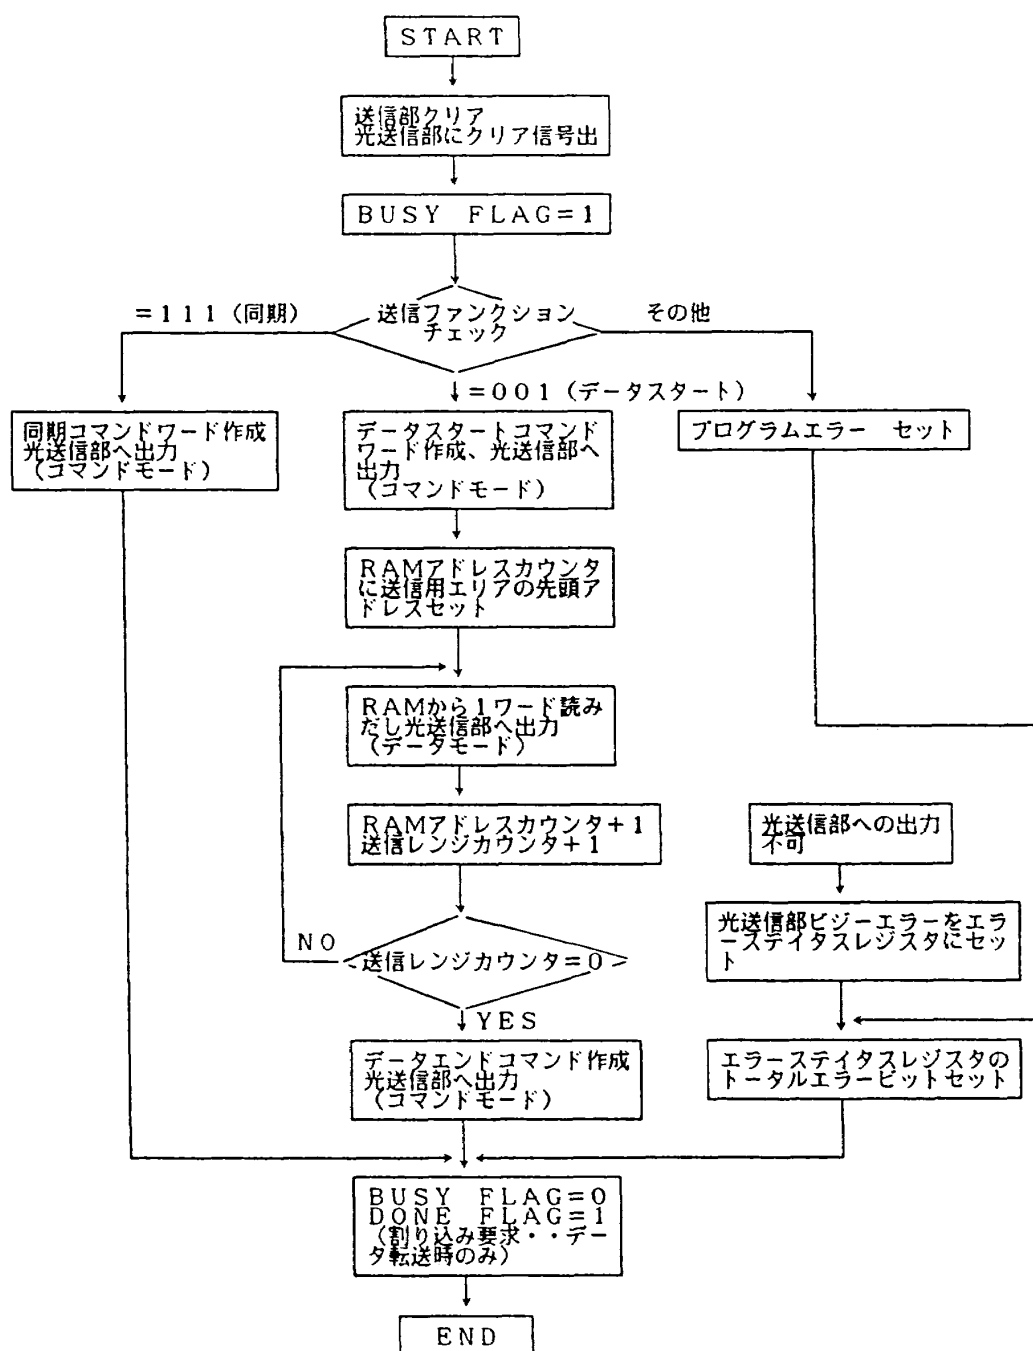 START
送信部クリア
光送信部にクリア信号出
BUSY FLAG=1
送信ファンクション
チェック
=111(同期)
その他
=001(データスタート)
同期コマンドワード作成
光送信部へ出力
(コマンドモード)
データスタートコマンド
ワード作成、光送信部へ
出力
(コマンドモード)
プログラムエラー セット
RAMアドレスカウンタ
に送信用エリアの先頭ア
ドレスセット
RAMから1ワード読み
だし光送信部へ出力
(データモード)
RAMアドレスカウンタ+1
送信レンジカウンタ+1
光送信部への出力
不可
光送信部ビジーエラーをエラ
ーステイタスレジスタにセッ
ト
NO
送信レンジカウンタ=0
YES
データエンドコマンド作成
光送信部へ出力
(コマンドモード)
エラーステイタスレジスタの
トータルエラービットセット
BUSY FLAG=0
DONE FLAG=1
(割り込み要求・・デー
タ転送時のみ)
END